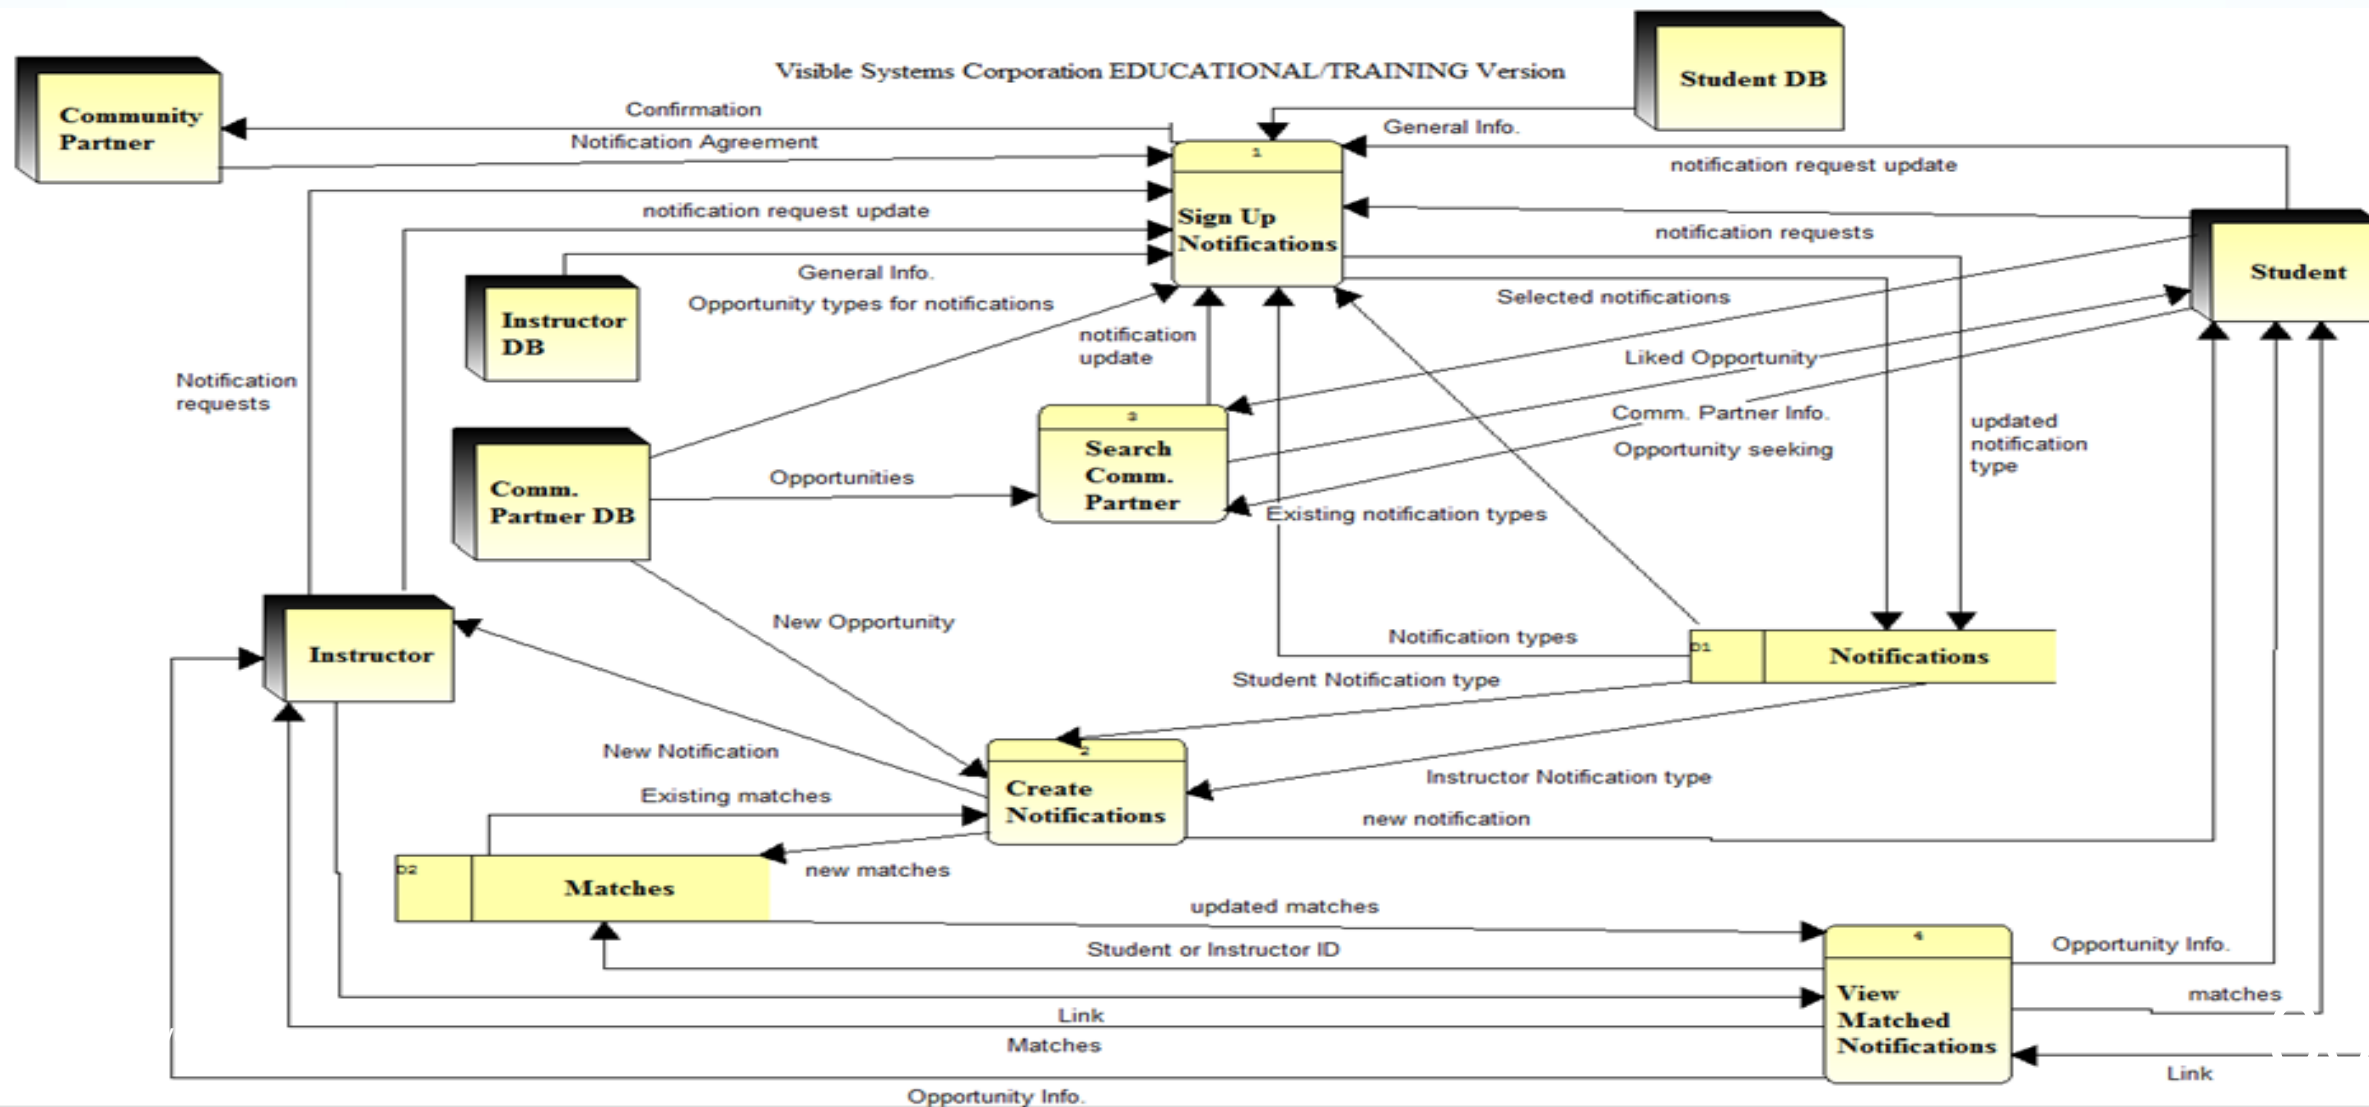 Student DB
Visible Systems Corporation EDUCATIONAL/TRAINING Version
Community
Partner
Confirmation
Notification Agreement
General Info.
1
Sign Up
Notifications
notification request update
notification request update
notification requests
Student
General Info.
Opportunity types for notifications
Instructor
DB
Selected notifications
notification
update
Liked Opportunity
Notification
requests
Comm. Partner Info.
Opportunity seeking
updated
notification
type
3
Search
Comm.
Partner
Comm.
Partner DB
Opportunities
Existing notification types
New Opportunity
Instructor
Notification types
D1
Notifications
Student Notification type
New Notification
2
Create
Notifications
Instructor Notification type
Existing matches
new notification
new matches
D2
Matches
updated matches
Student or Instructor ID
4
View
Matched
Notifications
Opportunity Info.
matches
Link
Matches
Link
Opportunity Info.